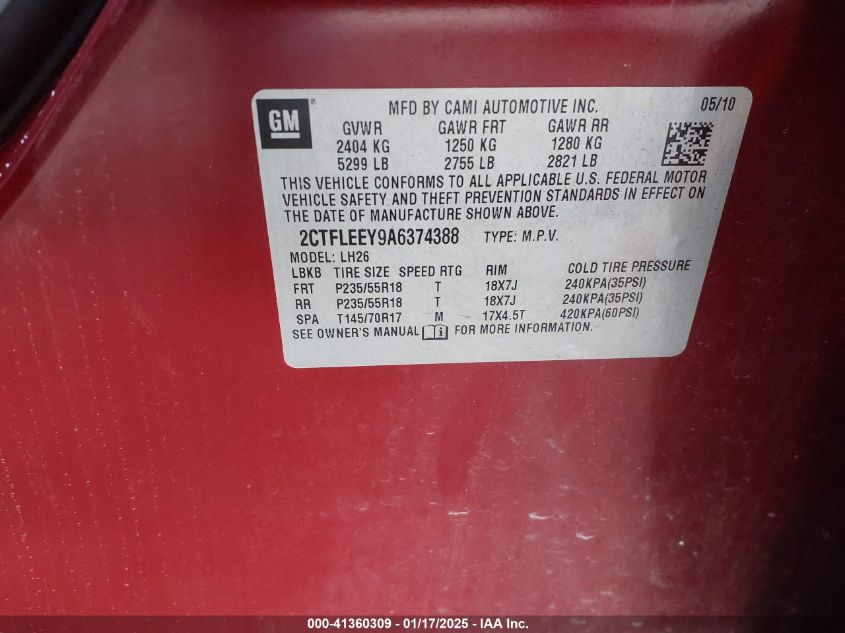 GM ®
MFD BY CAMI AUTOMOTIVE INC. 05/10
GVWR GAWR FRT GAWR RR
2404 KG 1250 KG 1280 KG
5299 LB 2755 LB 2821 LB
THIS VEHICLE CONFORMS TO ALL APPLICABLE U.S. FEDERAL MOTOR
VEHICLE SAFETY AND THEFT PREVENTION STANDARDS IN EFFECT ON
THE DATE OF MANUFACTURE SHOWN ABOVE.
2CTFLEEY9A6374388 TYPE: M.P.V.
MODEL: LH26
LBKB TIRE SIZE SPEED RTG RIM COLD TIRE PRESSURE
FRT P235/55R18 T 18X7J 240KPA(35PSI)
RR P235/55R18 T 18X7J 240KPA(35PSI)
SPA T145/70R17 M 17X4.5T 420KPA(60PSI)
SEE OWNER'S MANUAL i FOR MORE INFORMATION.
000-41360309 - 01/17/2025 - IAA Inc.